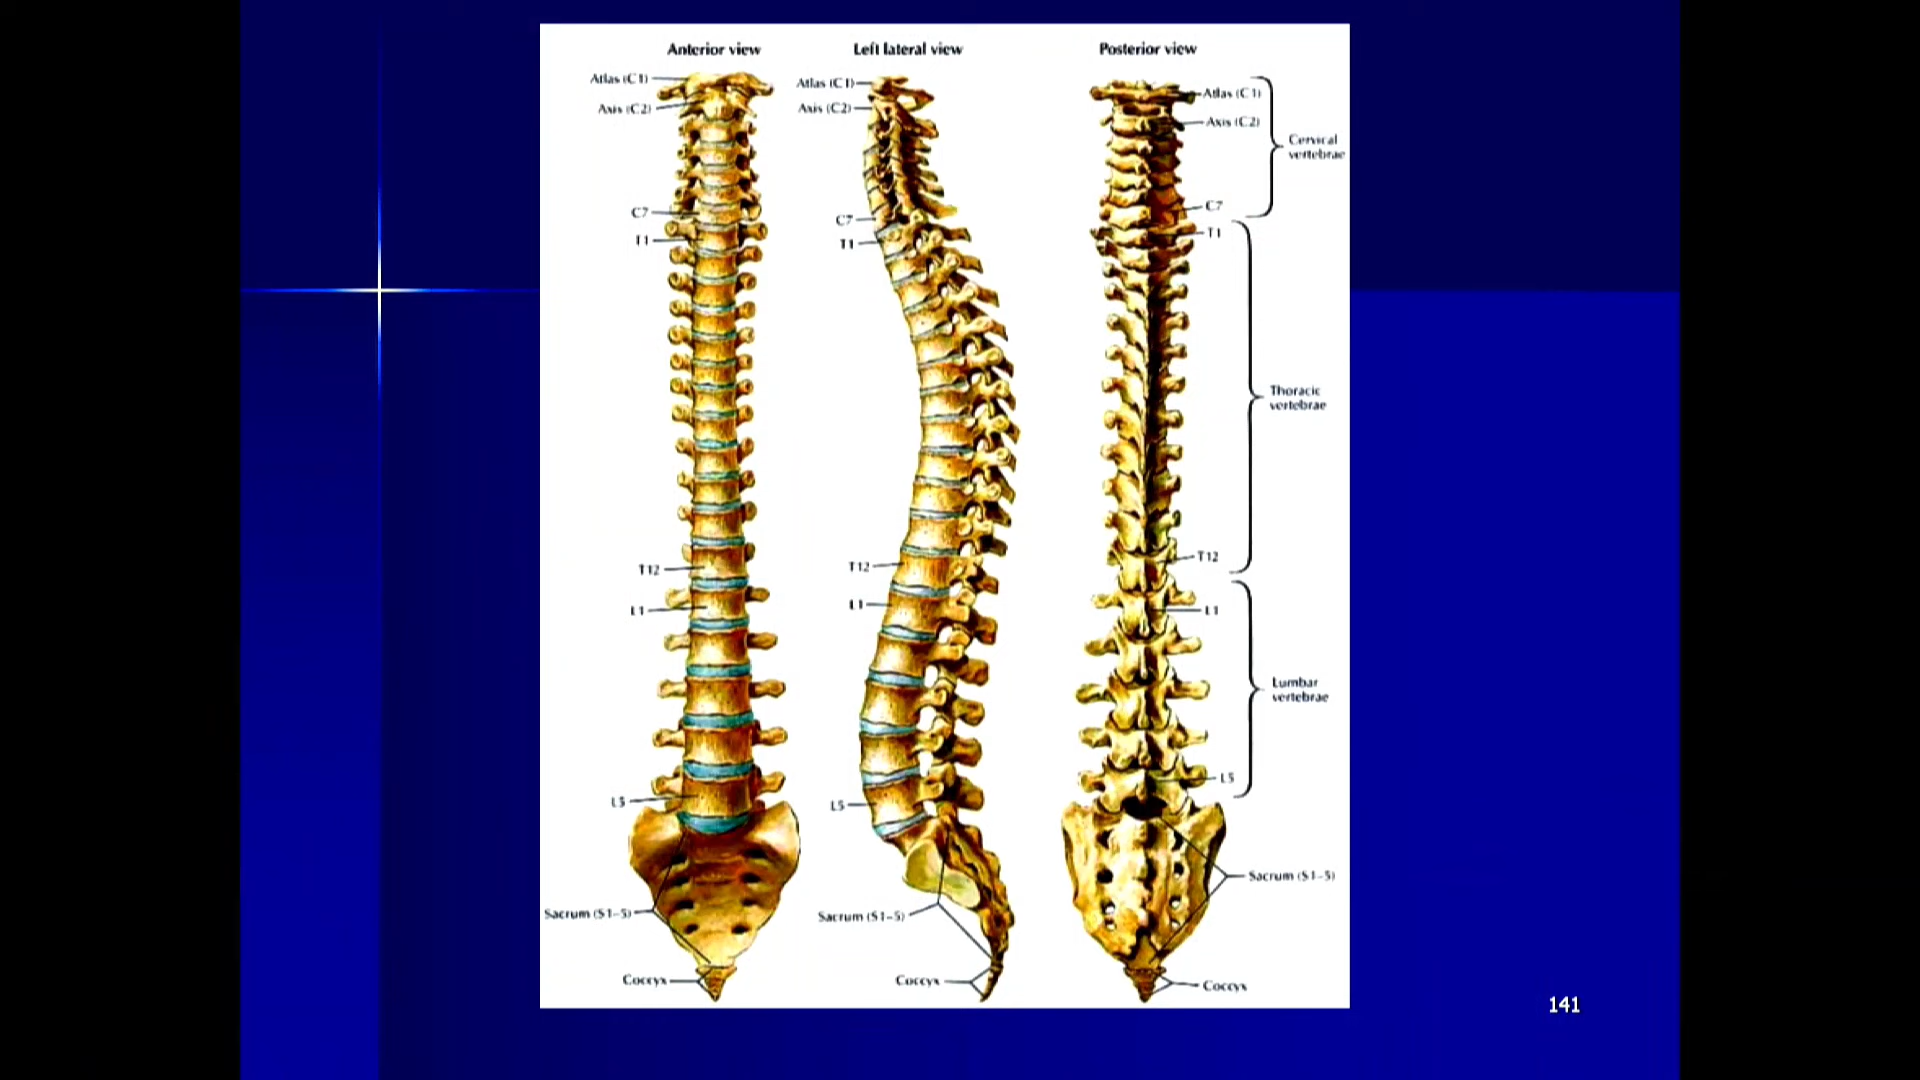 Anterior view
Atlas (C1)
Axis (C2)
C7
T1
T12
L1
L5
Sacrum (S1–5)
Coccyx
Left lateral view
Atlas (C1)
Axis (C2)
C7
T1
T12
L1
L5
Sacrum (S1–5)
Coccyx
Posterior view
Atlas (C1)
Axis (C2)
Cervical
vertebrae
C7
T1
Thoracic
vertebrae
T12
L1
Lumbar
vertebrae
L5
Sacrum (S1–5)
Coccyx
141